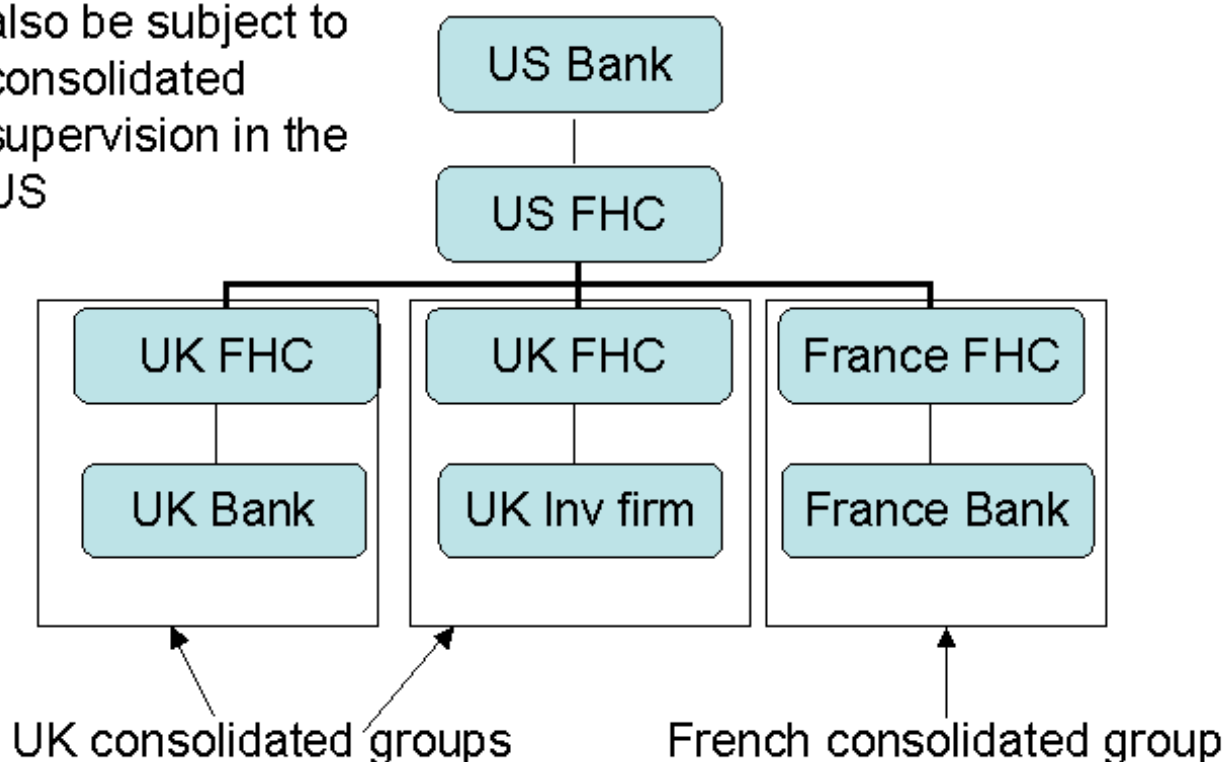 also be subject to
consolidated
supervision in the
US
US Bank
US FHC
UK FHC
UK FHC
France FHC
UK Bank
UK Inv firm
France Bank
UK consolidated groups
French consolidated group